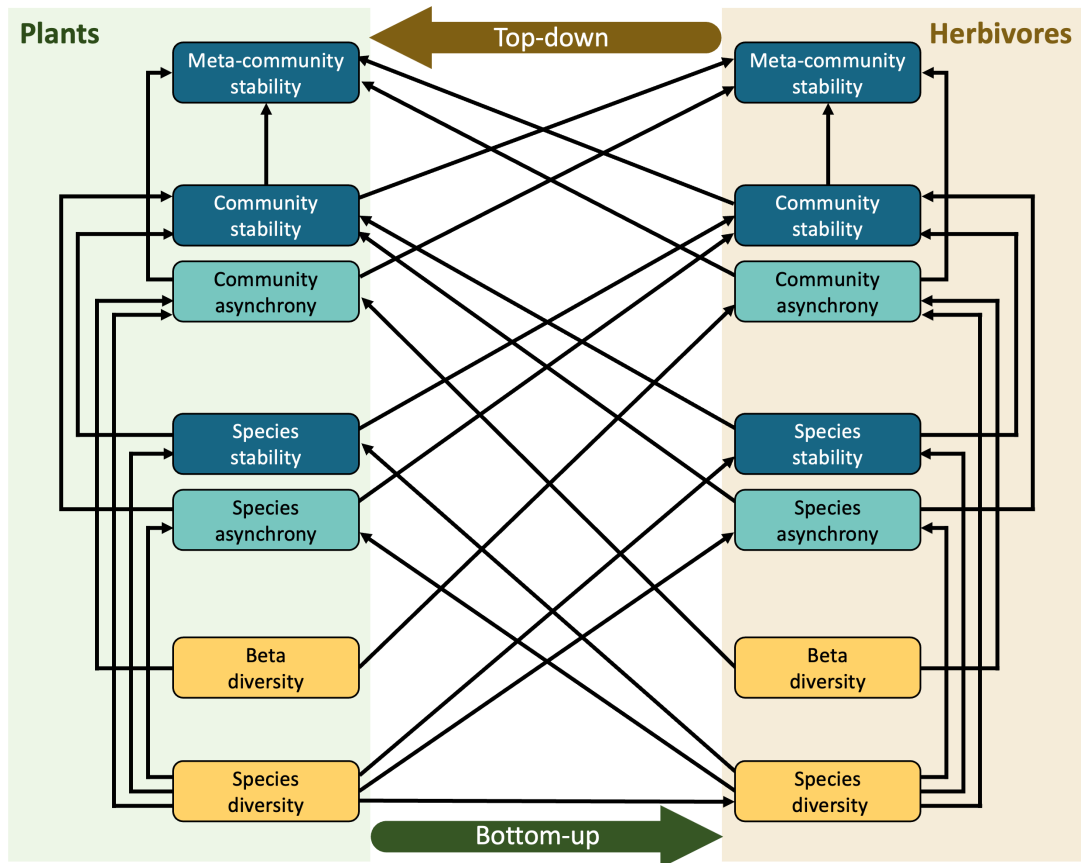 Plants
Top-down
Herbivores
Meta-community
stability
Meta-community
stability
Community
stability
Community
stability
Community
asynchrony
Community
asynchrony
Species
stability
Species
stability
Species
asynchrony
Species
asynchrony
Beta
diversity
Beta
diversity
Species
diversity
Species
diversity
Bottom-up